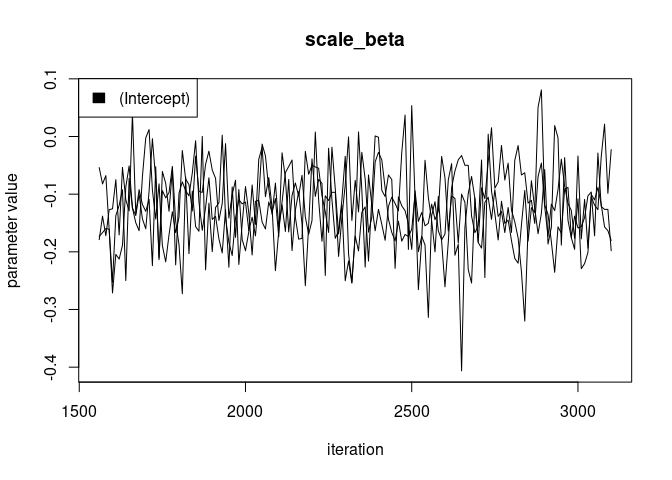 scale_beta
(Intercept)
parameter value
0.1
0.0
-0.1
-0.2
-0.3
-0.4
1500 2000 2500 3000
iteration